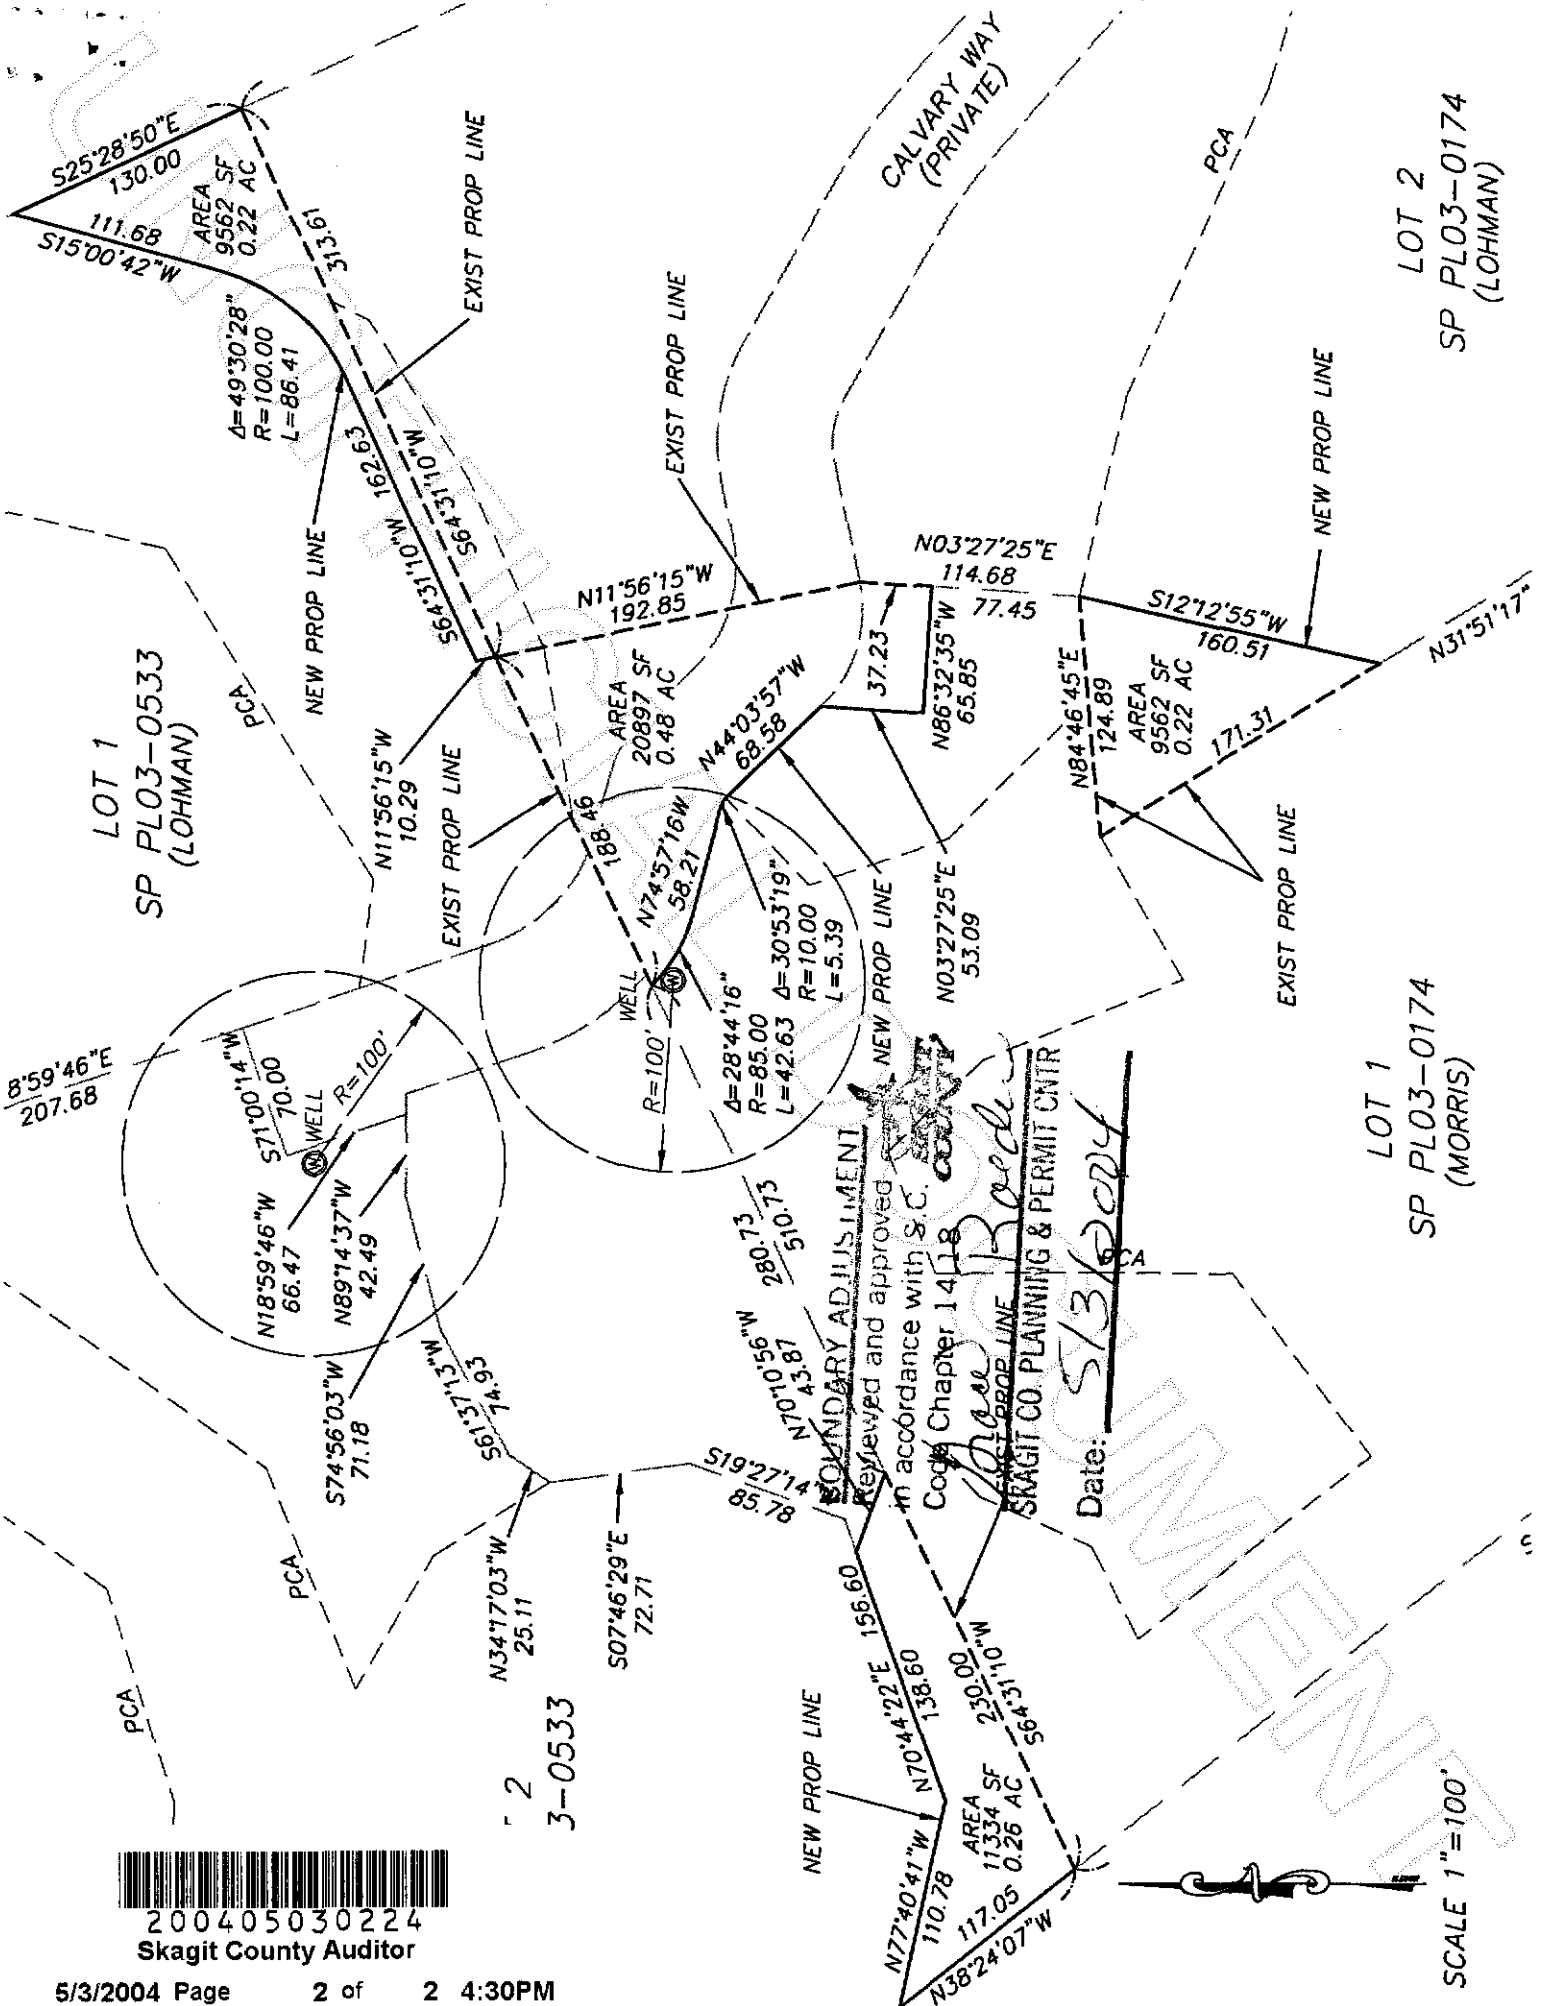 S25°28'50"E
130.00
111.68
S15°00'42"W
AREA
9562 SF
0.22 AC
313.61
EXIST PROP LINE
Δ=49°30'28"
R=100.00
L=86.41
NEW PROP LINE
162.63
S64°31'10"W
S64°31'10"W
CALVARY WAY
(PRIVATE)
PCA
LOT 2
SP PL03-0174
(LOHMAN)
LOT 1
SP PL03-0533
(LOHMAN)
PCA
EXIST PROP LINE
N11°56'15"W
192.85
N11°56'15"W
10.29
EXIST PROP LINE
188.46
AREA
20897 SF
0.48 AC
N03°27'25"E
114.68
77.45
37.23
N86°32'35"W
65.85
N44°03'57"W
68.58
N74°57'16W
58.21
S12°12'55"W
160.51
NEW PROP LINE
N31°51'17"
N84°46'45"E
124.89
AREA
9562 SF
0.22 AC
171.31
EXIST PROP LINE
N03°27'25"E
53.09
NEW PROP LINE
Δ=30°53'19"
R=10.00
L=5.39
Δ=28°44'16"
R=85.00
L=42.63
WELL
W
R=100'
8°59'46"E
207.68
S71°00'14"W
70.00
WELL
W
R=100'
N18°59'46"W
66.47
N89°14'37"W
42.49
S74°56'03"W
71.18
S61°37'13"W
74.93
N34°17'03"W
25.11
S07°46'29"E
72.71
S19°27'14"
85.78
N70°10'56"W
43.87
280.73
510.73
BOUNDARY ADJUSTMENT
Reviewed and approved
in accordance with S.C. COUNTY
Code Chapter 14.18
EXIST PROP LINE
SKAGIT CO. PLANNING & PERMIT CNTR
Date: 5/3/2004
PCA
LOT 1
SP PL03-0174
(MORRIS)
PCA
PCA
2
3-0533
NEW PROP LINE
156.60
N70°44'22"E
138.60
230.00
S64°31'10"W
N77°40'41"W
110.78
AREA
11334 SF
0.26 AC
117.05
N38°24'07"W
SCALE 1"=100'
UNOFFICIAL DOCUMENT
200405030224
Skagit County Auditor
5/3/2004 Page 2 of 2 4:30PM